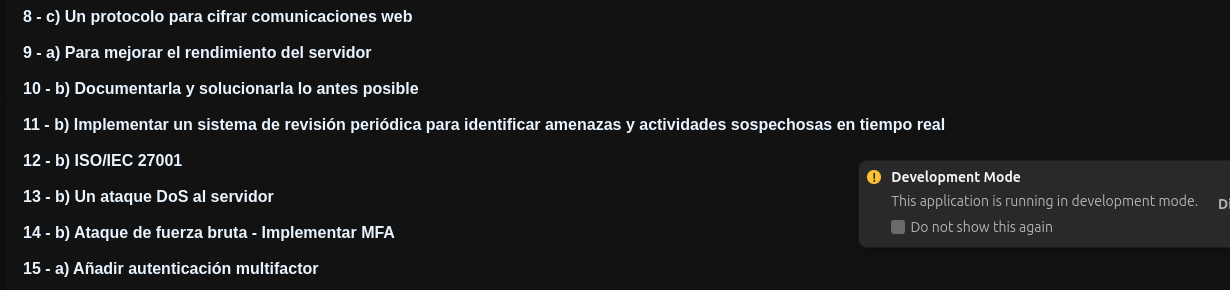 8 - c) Un protocolo para cifrar comunicaciones web
9 - a) Para mejorar el rendimiento del servidor
10 - b) Documentarla y solucionarla lo antes posible
11 - b) Implementar un sistema de revisión periódica para identificar amenazas y actividades sospechosas en tiempo real
12 - b) ISO/IEC 27001
13 - b) Un ataque DoS al servidor
14 - b) Ataque de fuerza bruta - Implementar MFA
15 - a) Añadir autenticación multifactor
Development Mode
This application is running in development mode.
Do not show this again